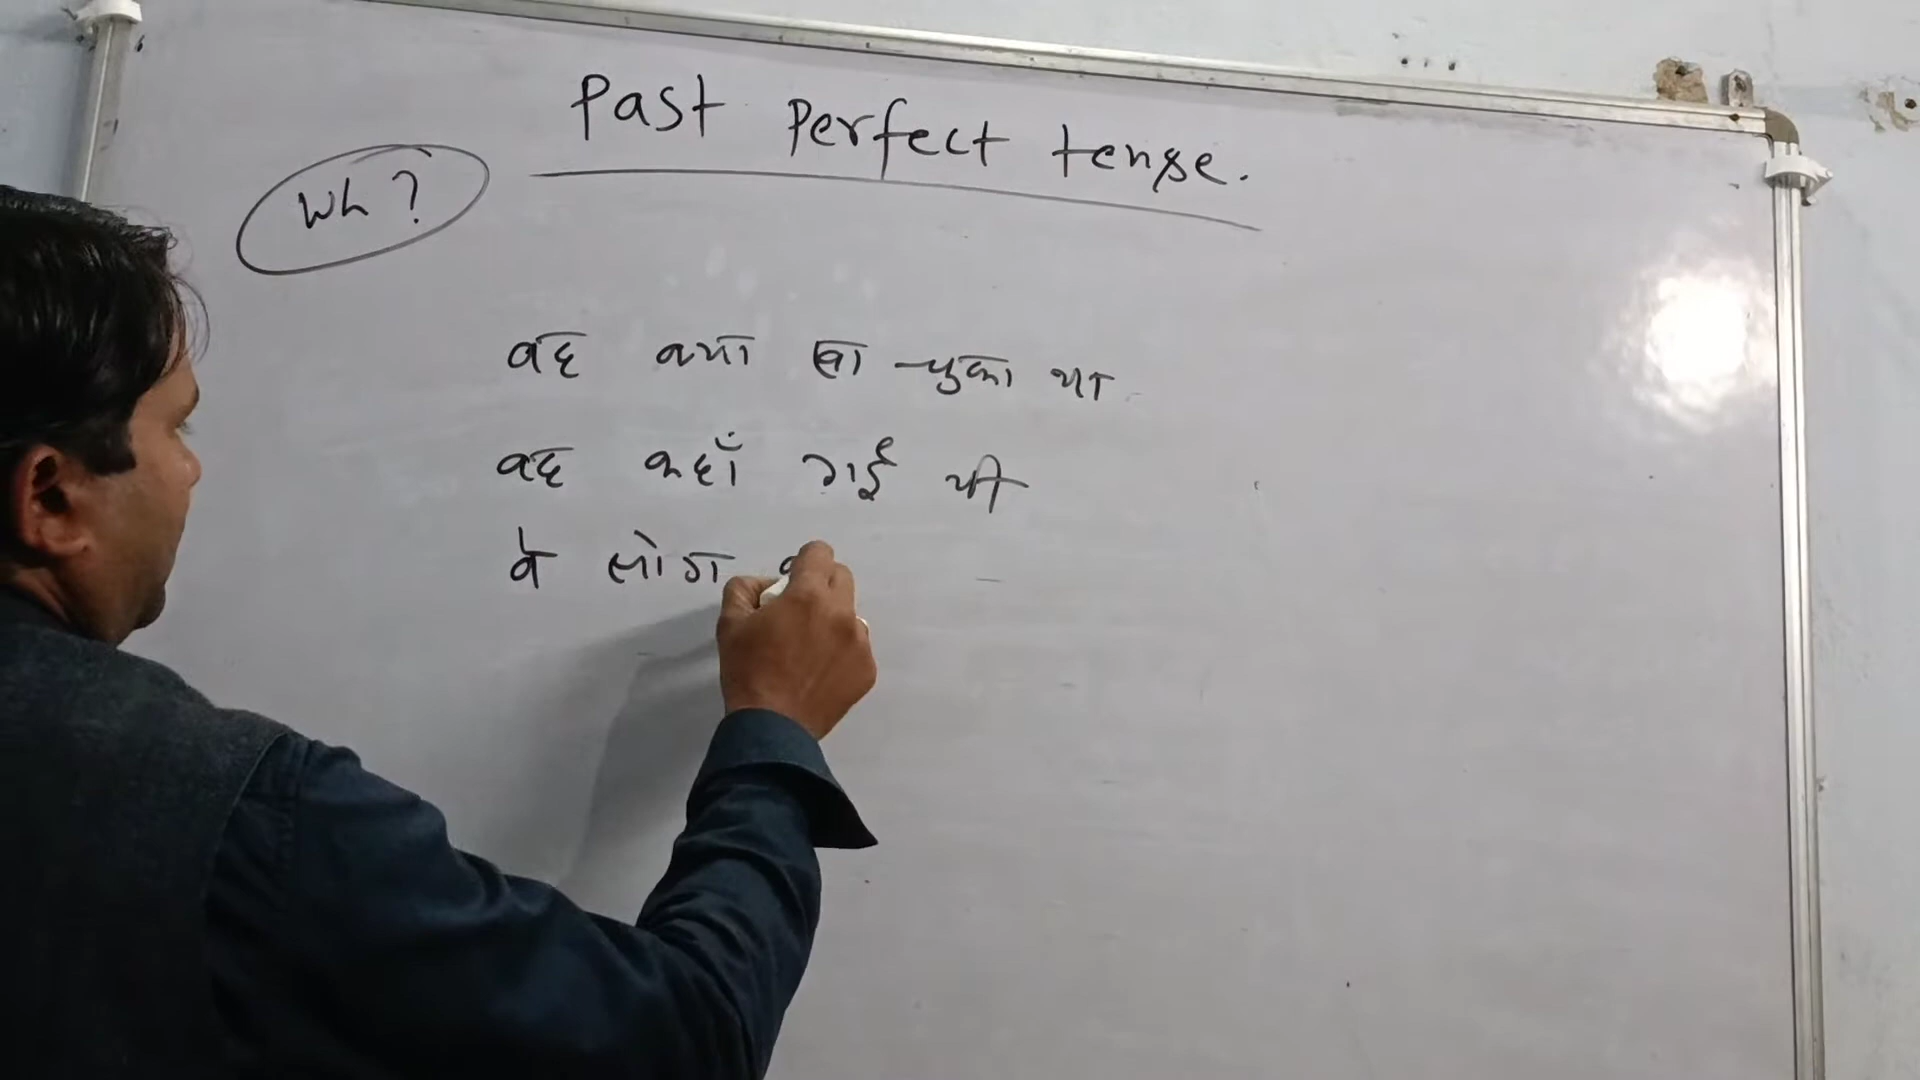 Past Perfect tense.
Wh ?
वह क्या खा चुका था
वह कहाँ गई थी
वे लोग